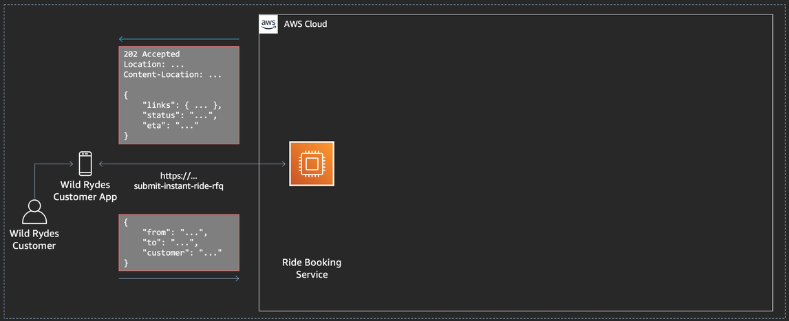 aws
AWS Cloud
202 Accepted
Location: ...
Content-Location: ...
{
"links": { ... },
"status": "...",
"eta": "..."
}
https://...
submit-instant-ride-rfq
Wild Rydes
Customer App
Wild Rydes
Customer
{
"from": "...",
"to": "...",
"customer": "..."
}
Ride Booking
Service